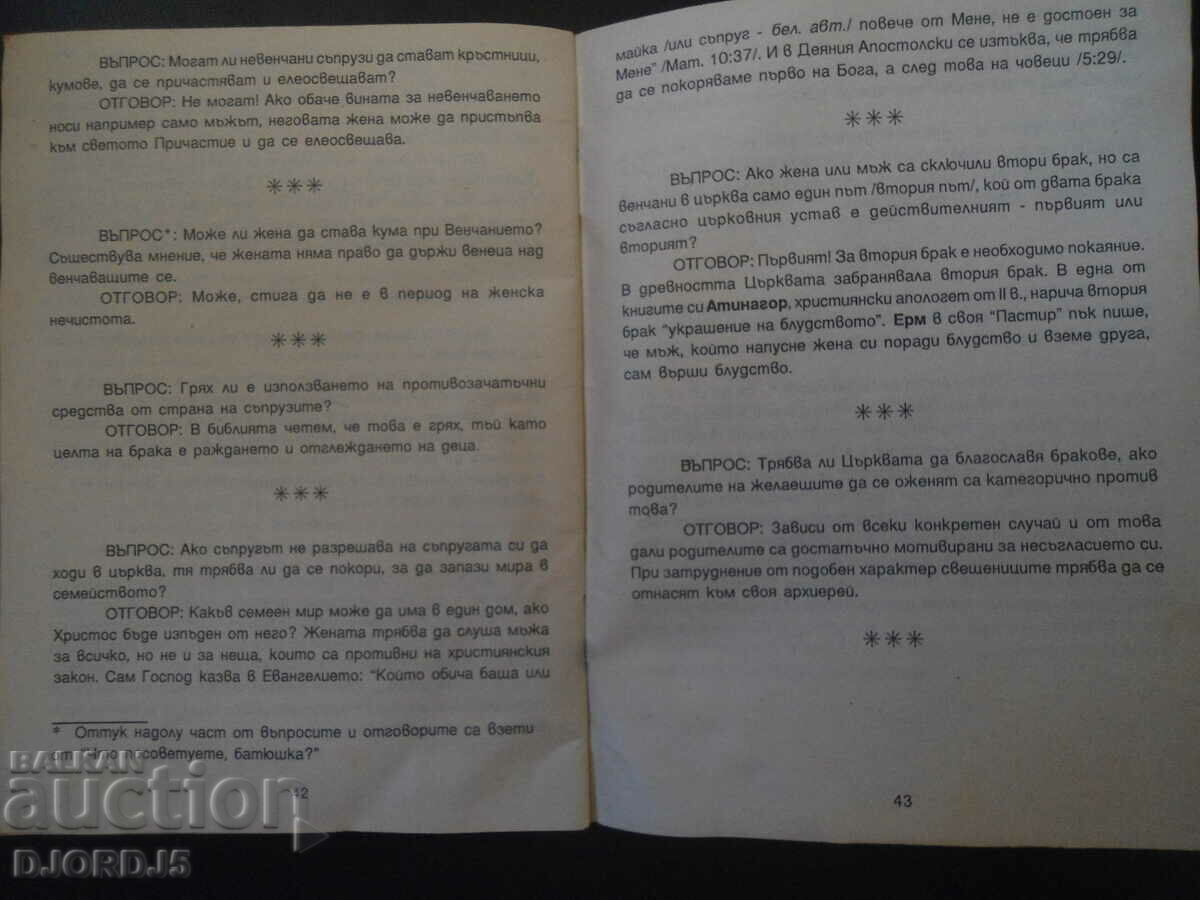 ВЪПРОС: Могат ли невенчани съпрузи да стават кръстници,
кумове, да се причастяват и елеосвещават?
ОТГОВОР: Не могат! Ако обаче вината за невенчаването
носи например само мъжът, неговата жена може да пристъпва
към светото Причастие и да се елеосвещава.
***
ВЪПРОС*: Може ли жена да става кума при Венчанието?
Съществува мнение, че жената няма право да държи венеца над
венчаващите се.
ОТГОВОР: Може, стига да не е в период на женска
нечистота.
***
ВЪПРОС: Грях ли е използването на противозачатъчни
средства от страна на съпрузите?
ОТГОВОР: В библията четем, че това е грях, тъй като
целта на брака е раждането и отглеждането на деца.
***
ВЪПРОС: Ако съпругът не разрешава на съпругата си да
ходи в църква, тя трябва ли да се покори, за да запази мира в
семейството?
ОТГОВОР: Какъв семеен мир може да има в един дом, ако
Христос бъде изпъден от него? Жената трябва да слуша мъжа
за всичко, но не и за неща, които са противни на християнския
закон. Сам Господ казва в Евангелието: "Който обича баща или
* Оттук надолу част от въпросите и отговорите са взети
от "Что посоветуете, батюшка?"
42
майка /или съпруг - бел. авт./ повече от Мене, не е достоен за
Мене" /Мат. 10:37/. И в Деяния Апостолски се изтъква, че трябва
да се покоряваме първо на Бога, а след това на човеци /5:29/.
***
ВЪПРОС: Ако жена или мъж са сключили втори брак, но са
венчани в църква само един път /втория път/, кой от двата брака
съгласно църковния устав е действителният - първият или
вторият?
ОТГОВОР: Първият! За втория брак е необходимо покаяние.
В древността Църквата забранявала втория брак. В една от
книгите си Атинагор, християнски апологет от II в., нарича втория
брак "украшение на блудството". Ерм в своя "Пастир" пък пише,
че мъж, който напусне жена си поради блудство и вземе друга,
сам върши блудство.
***
ВЪПРОС: Трябва ли Църквата да благославя бракове, ако
родителите на желаещите да се оженят са категорично против
това?
ОТГОВОР: Зависи от всеки конкретен случай и от това
дали родителите са достатъчно мотивирани за несъгласието си.
При затруднение от подобен характер свещениците трябва да се
отнасят към своя архиерей.
***
43
BALKAN
auction
DJORDJ5